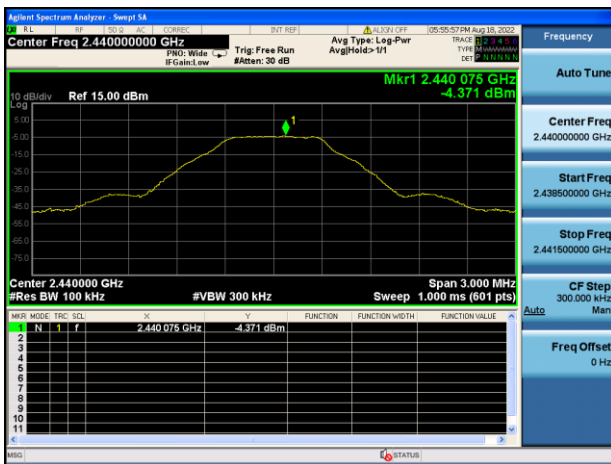 Agilent Spectrum Analyzer - Swept SA
RL RF 50 Ω AC CORREC INT REF ALIGN OFF 05:55:57 PM Aug 18, 2022
Center Freq 2.440000000 GHz
PNO: Wide
IFGain:Low
Trig: Free Run
#Atten: 30 dB
Avg Type: Log-Pwr
Avg|Hold:>1/1
TRACE 1 2 3 4 5 6
TYPE
DET P N N N N N
Mkr1 2.440 075 GHz
-4.371 dBm
10 dB/div Ref 15.00 dBm
Log
5.00
-5.00
-15.0
-25.0
-35.0
-45.0
-55.0
-65.0
-75.0
1
Center 2.440000 GHz
Span 3.000 MHz
#Res BW 100 kHz
#VBW 300 kHz
Sweep 1.000 ms (601 pts)
MKR MODE TRC SCL X Y FUNCTION FUNCTION WIDTH FUNCTION VALUE
1 N 1 f 2.440 075 GHz -4.371 dBm
2
3
4
5
6
7
8
9
10
11
MSG
STATUS
Frequency
Auto Tune
Center Freq
2.440000000 GHz
Start Freq
2.438500000 GHz
Stop Freq
2.441500000 GHz
CF Step
300.000 kHz
Auto Man
Freq Offset
0 Hz